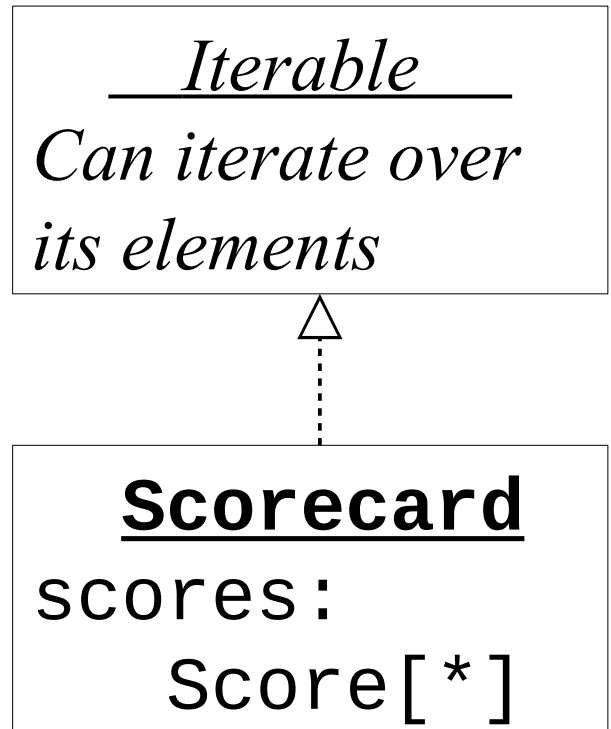 Iterable
Can iterate over
its elements
Scorecard
scores:
Score[*]